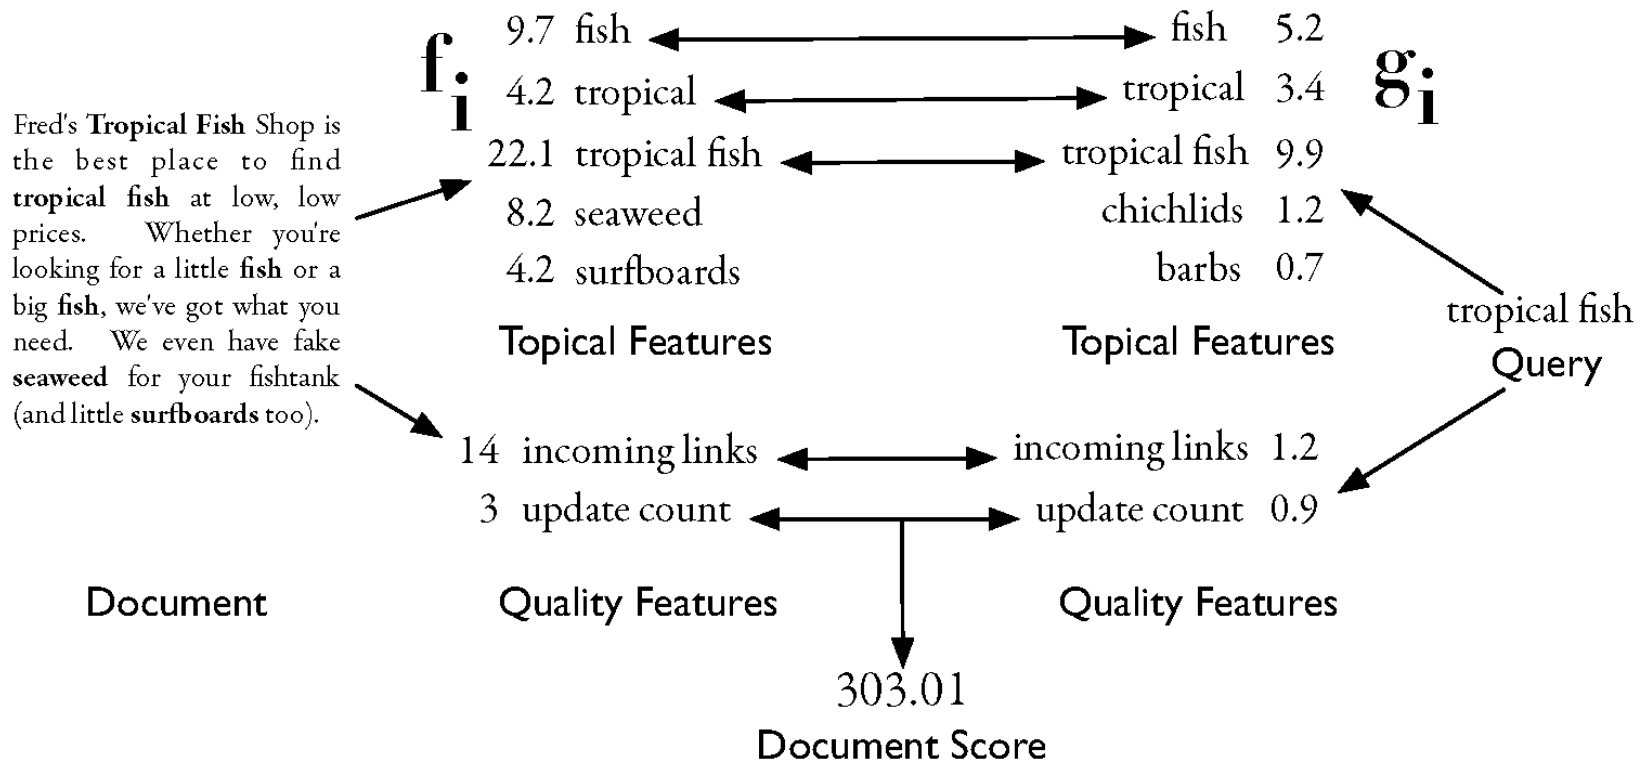 Fred's Tropical Fish Shop is
the best place to find
tropical fish at low, low
prices. Whether you're
looking for a little fish or a
big fish, we've got what you
need. We even have fake
seaweed for your fishtank
(and little surfboards too).
Document
fi
9.7 fish
4.2 tropical
22.1 tropical fish
8.2 seaweed
4.2 surfboards
Topical Features
14 incoming links
3 update count
Quality Features
fish 5.2
tropical 3.4
tropical fish 9.9
chichlids 1.2
barbs 0.7
Topical Features
incoming links 1.2
update count 0.9
Quality Features
gi
tropical fish
Query
303.01
Document Score